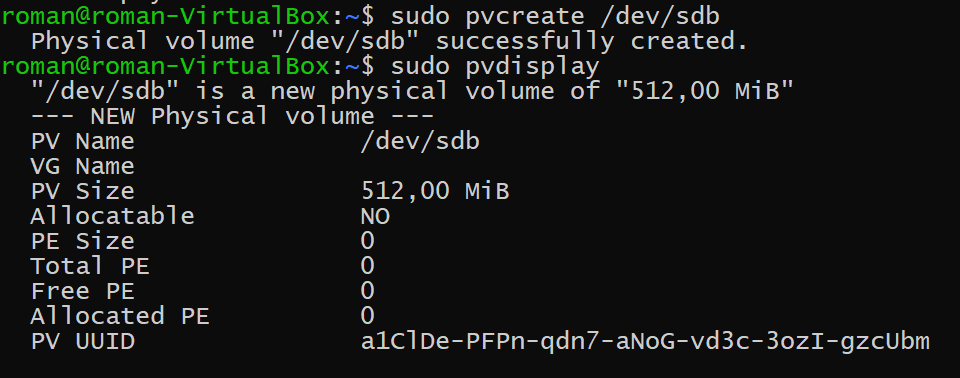 roman@roman-VirtualBox:~$ sudo pvcreate /dev/sdb
  Physical volume "/dev/sdb" successfully created.
roman@roman-VirtualBox:~$ sudo pvdisplay
  "/dev/sdb" is a new physical volume of "512,00 MiB"
  --- NEW Physical volume ---
  PV Name               /dev/sdb
  VG Name
  PV Size               512,00 MiB
  Allocatable           NO
  PE Size               0
  Total PE              0
  Free PE               0
  Allocated PE          0
  PV UUID               a1ClDe-PFPn-qdn7-aNoG-vd3c-3ozI-gzcUbm